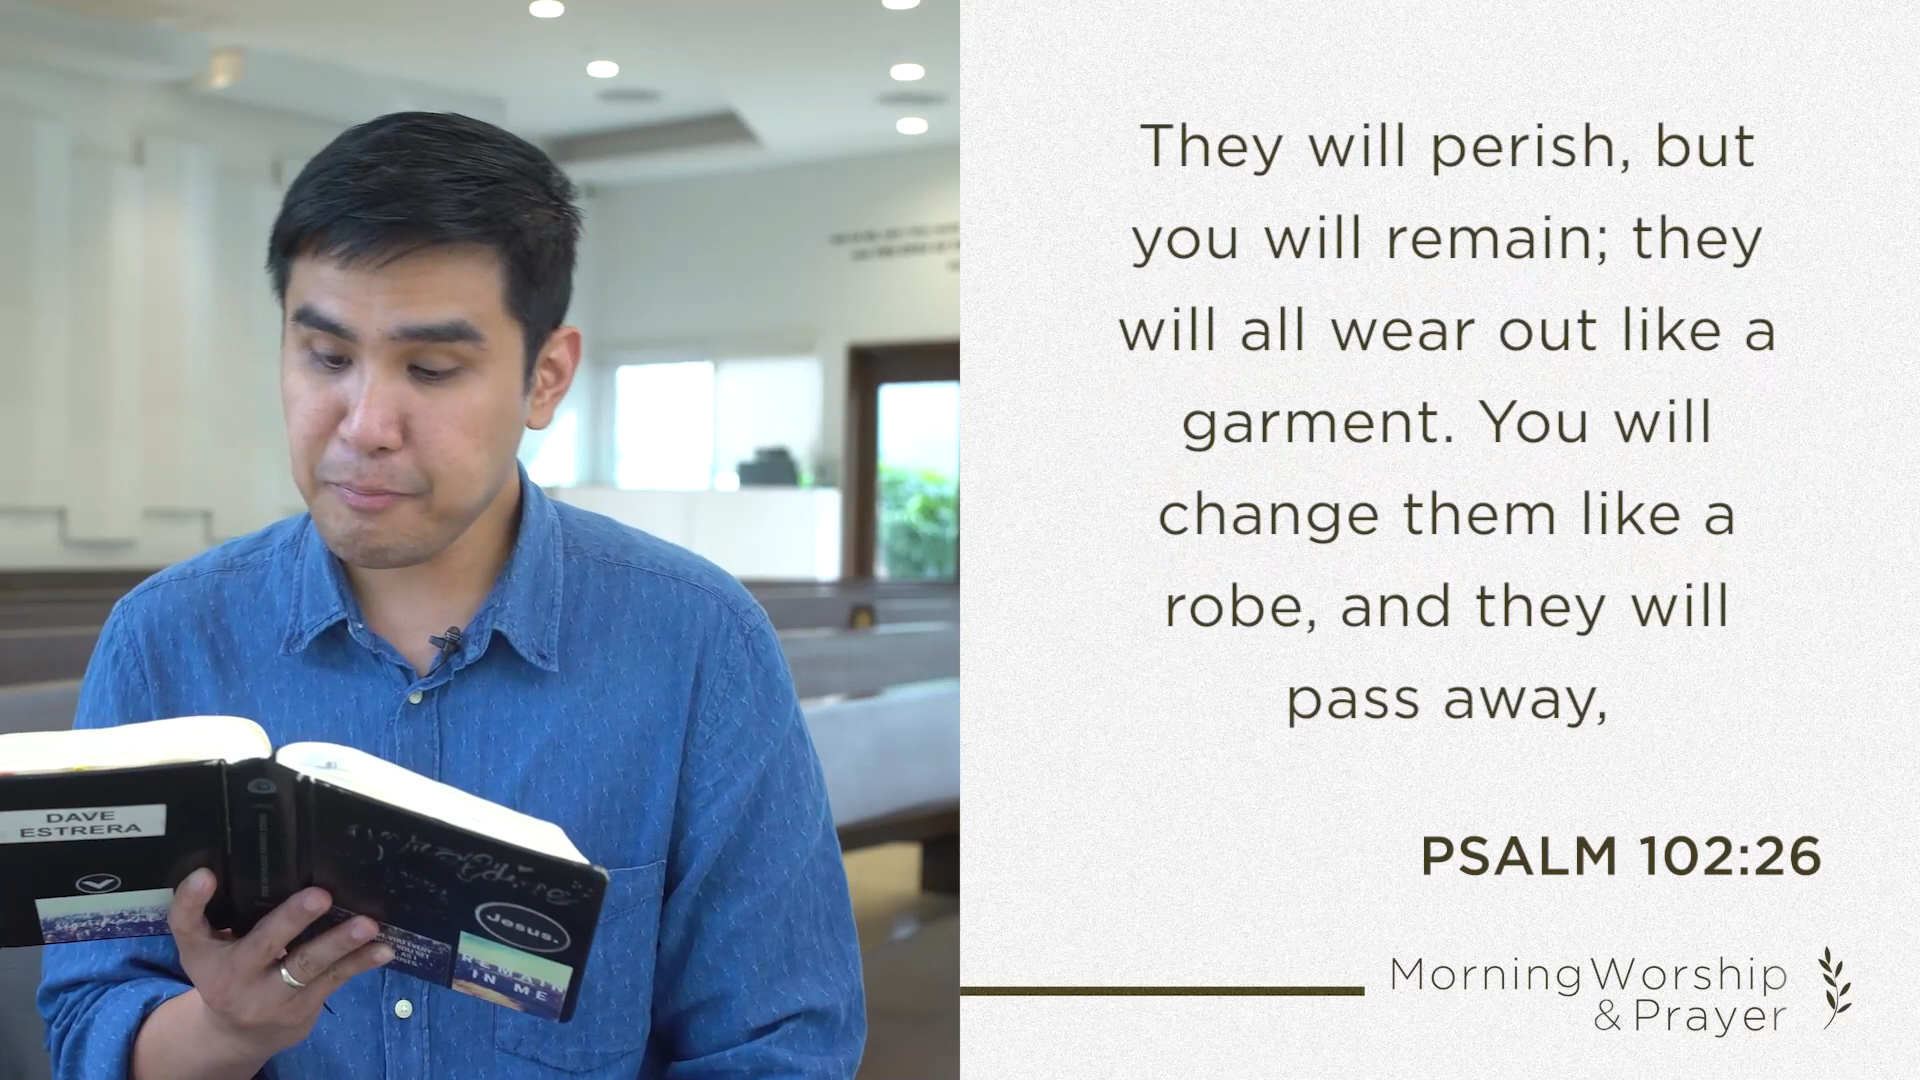 They will perish, but
you will remain; they
will all wear out like a
garment. You will
change them like a
robe, and they will
pass away,
PSALM 102:26
Morning Worship
& Prayer
DAVE
ESTRERA
Jesus.
REMAIN
IN ME